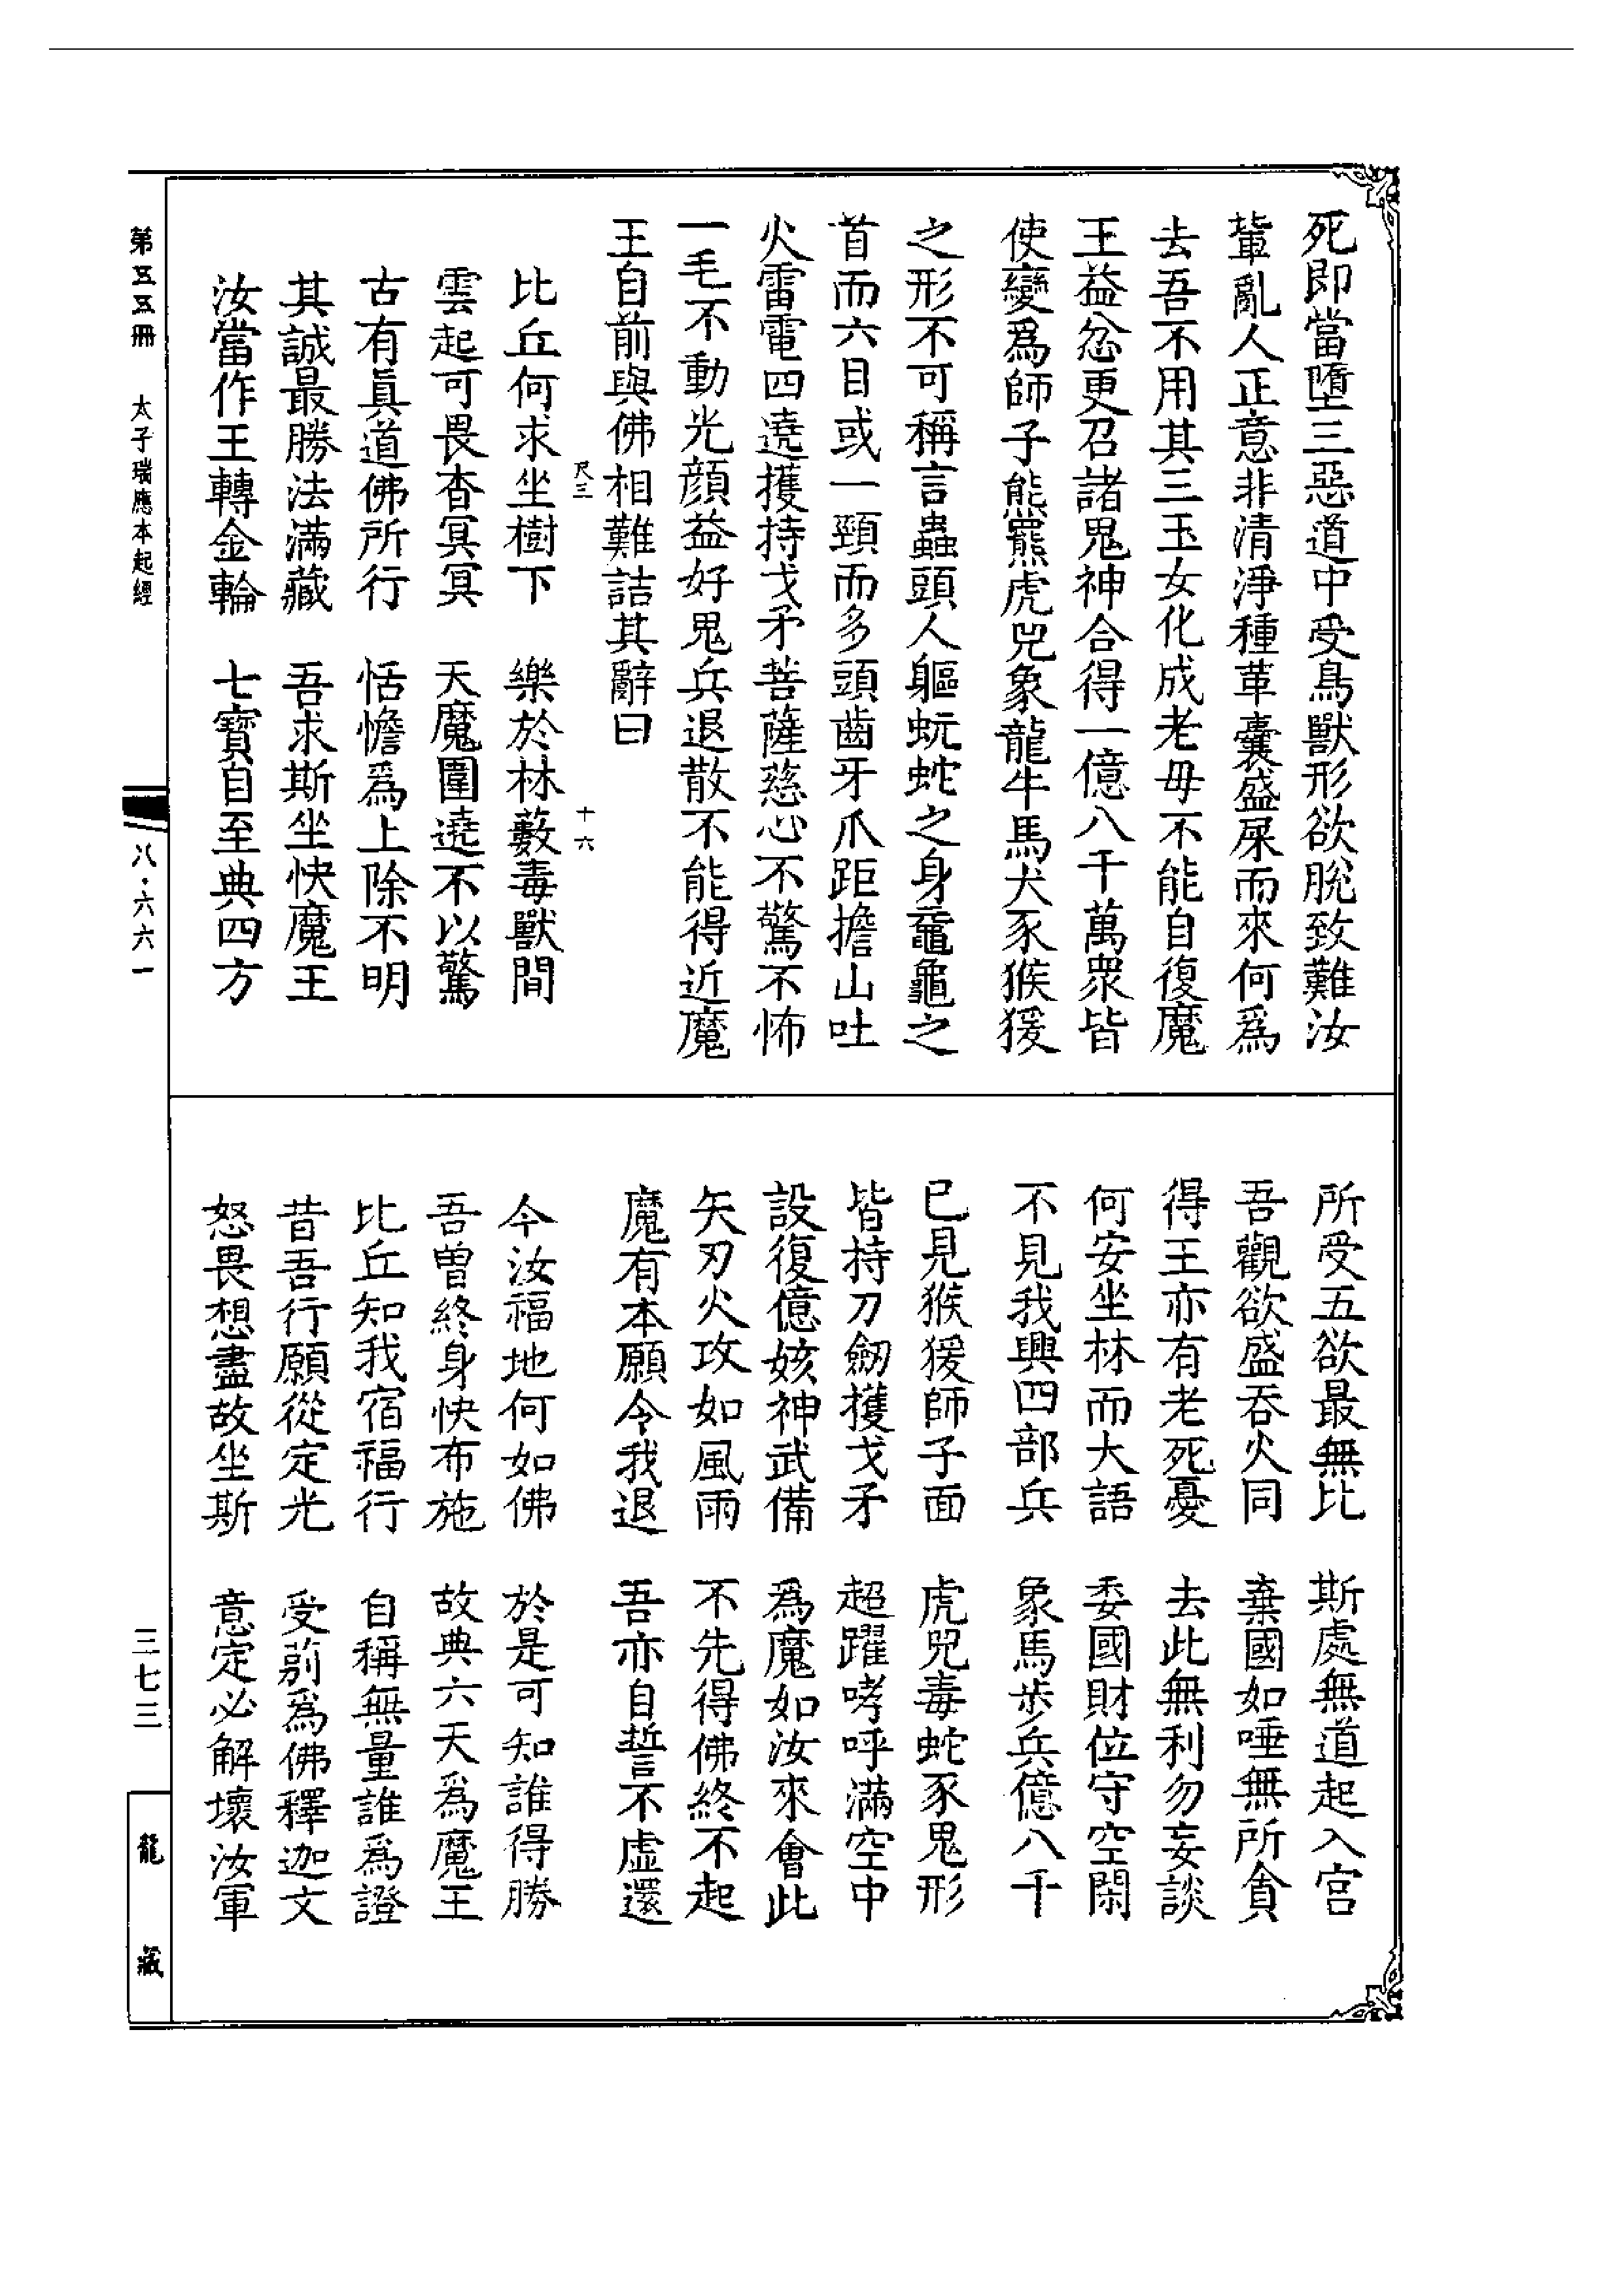 死即當墮三惡道中受鳥獸形欲脫致難汝
輩亂人正意非清淨種革囊盛屎而來何爲
去吾不用其三玉女化成老母不能自復魔
王益忿更召諸鬼神合得一億八千萬眾皆
使變爲師子熊羆虎兕象龍牛馬犬豕猴猨
之形不可稱言蟲頭人軀蚖蛇之身黿龜之
首而六目或一頸而多頭齒牙爪距擔山吐
火雷電四遶擭持戈矛菩薩慈心不驚不怖
一毛不動光顏益好鬼兵退散不能得近魔
王自前與佛相難詰其辭曰
尺三 十六
比丘何求坐樹下 樂於林藪毒獸間
雲起可畏杳冥冥 天魔圍遶不以驚
古有真道佛所行 恬憺爲上除不明
其誠最勝法滿藏 吾求斯坐快魔王
汝當作王轉金輪 七寶自至典四方
所受五欲最無比 斯處無道起入宮
吾觀欲盛吞火同 棄國如唾無所貪
得王亦有老死憂 去此無利勿妄談
何安坐林而大語 委國財位守空閑
不見我興四部兵 象馬步兵億八千
已見猴猨師子面 虎兕毒蛇豕鬼形
皆持刀劒擭戈矛 超躍哮呼滿空中
設復億姟神武備 爲魔如汝來會此
矢刃火攻如風雨 不先得佛終不起
魔有本願令我退 吾亦自誓不虛還
今汝福地何如佛 於是可知誰得勝
吾曾終身快布施 故典六天爲魔王
比丘知我宿福行 自稱無量誰爲證
昔吾行願從定光 受莂爲佛釋迦文
怒畏想盡故坐斯 意定必解壞汝軍
第五五冊 太子瑞應本起經
八·六六一
三七三
龍藏